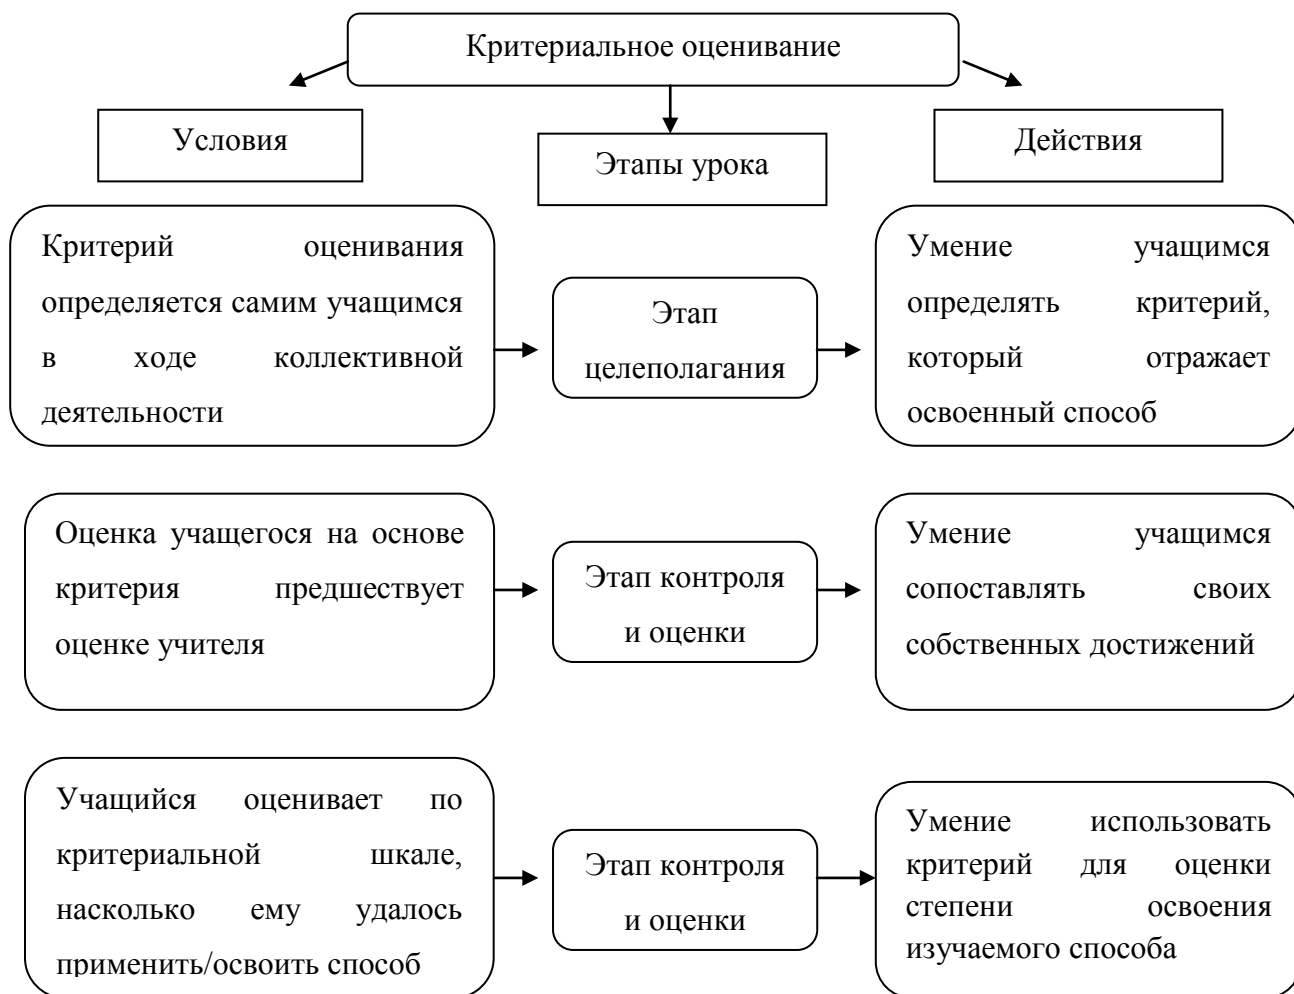 Критериальное оценивание
Условия
Этапы урока
Действия
Критерий оценивания
определяется самим учащимся
в ходе коллективной
деятельности
Этап
целеполагания
Умение учащимся
определять критерий,
который отражает
освоенный способ
Оценка учащегося на основе
критерия предшествует
оценке учителя
Этап контроля
и оценки
Умение учащимся
сопоставлять своих
собственных достижений
Учащийся оценивает по
критериальной шкале,
насколько ему удалось
применить/освоить способ
Этап контроля
и оценки
Умение использовать
критерий для оценки
степени освоения
изучаемого способа